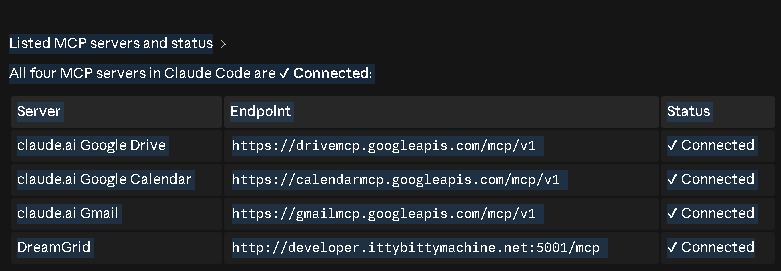 Listed MCP servers and status >
All four MCP servers in Claude Code are ✓ Connected:
Server Endpoint Status
claude.ai Google Drive https://drivemcp.googleapis.com/mcp/v1 ✓ Connected
claude.ai Google Calendar https://calendarmcp.googleapis.com/mcp/v1 ✓ Connected
claude.ai Gmail https://gmailmcp.googleapis.com/mcp/v1 ✓ Connected
DreamGrid http://developer.ittybittymachine.net:5001/mcp ✓ Connected